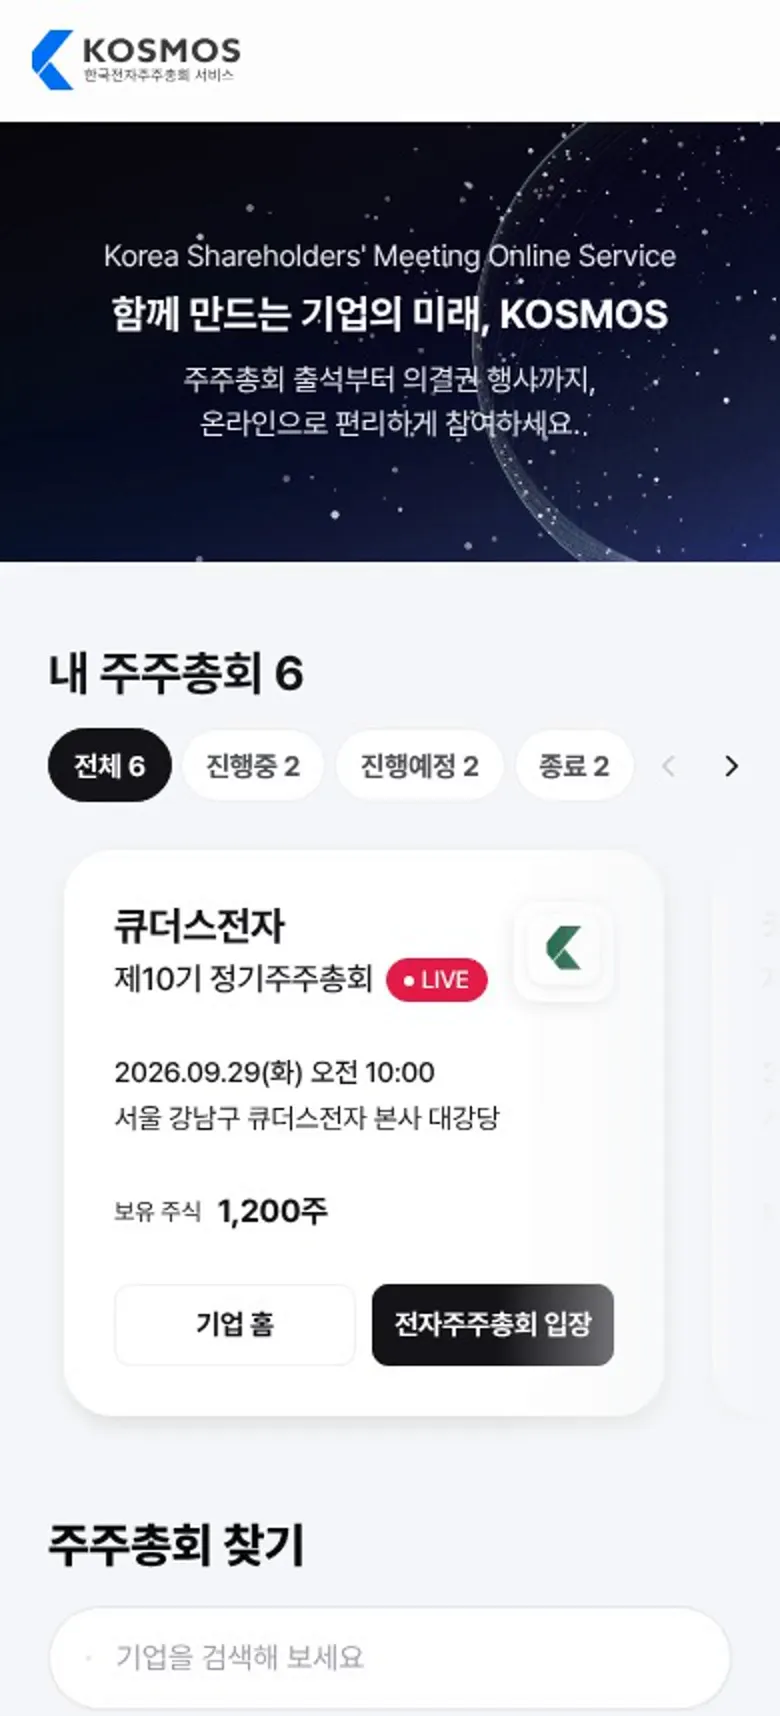 KOSMOS
한국전자주주총회 서비스
Korea Shareholders' Meeting Online Service
함께 만드는 기업의 미래, KOSMOS
주주총회 출석부터 의결권 행사까지,
온라인으로 편리하게 참여하세요.
내 주주총회 6
전체 6
진행중 2
진행예정 2
종료 2
큐더스전자
제10기 정기주주총회
LIVE
2026.09.29(화) 오전 10:00
서울 강남구 큐더스전자 본사 대강당
보유 주식 1,200주
기업 홈
전자주주총회 입장
주주총회 찾기
기업을 검색해 보세요